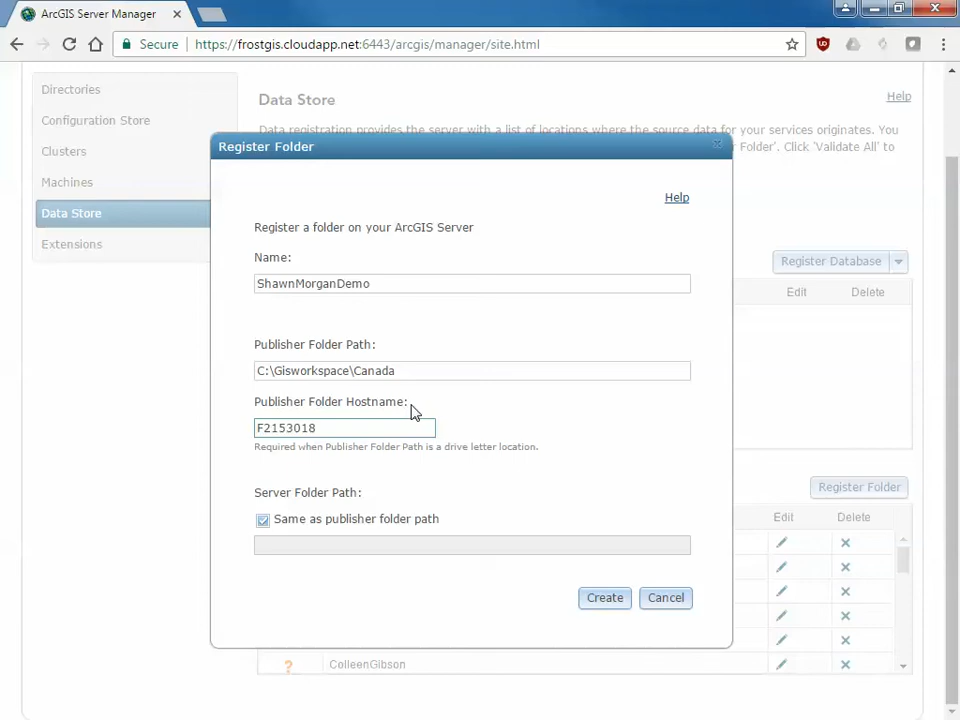 ArcGIS Server Manager
Secure
https://frostgis.cloudapp.net:6443/arcgis/manager/site.html
Directories
Configuration Store
Clusters
Machines
Data Store
Extensions
Data Store
Help
Data registration provides the server with a list of locations where the source data for your services originates. You
Folder'. Click 'Validate All' to
Register Database
Edit Delete
Register Folder
Edit Delete
ColleenGibson
Register Folder
Help
Register a folder on your ArcGIS Server
Name:
ShawnMorganDemo
Publisher Folder Path:
C:\Gisworkspace\Canada
Publisher Folder Hostname:
F2153018
Required when Publisher Folder Path is a drive letter location.
Server Folder Path:
Same as publisher folder path
Create Cancel